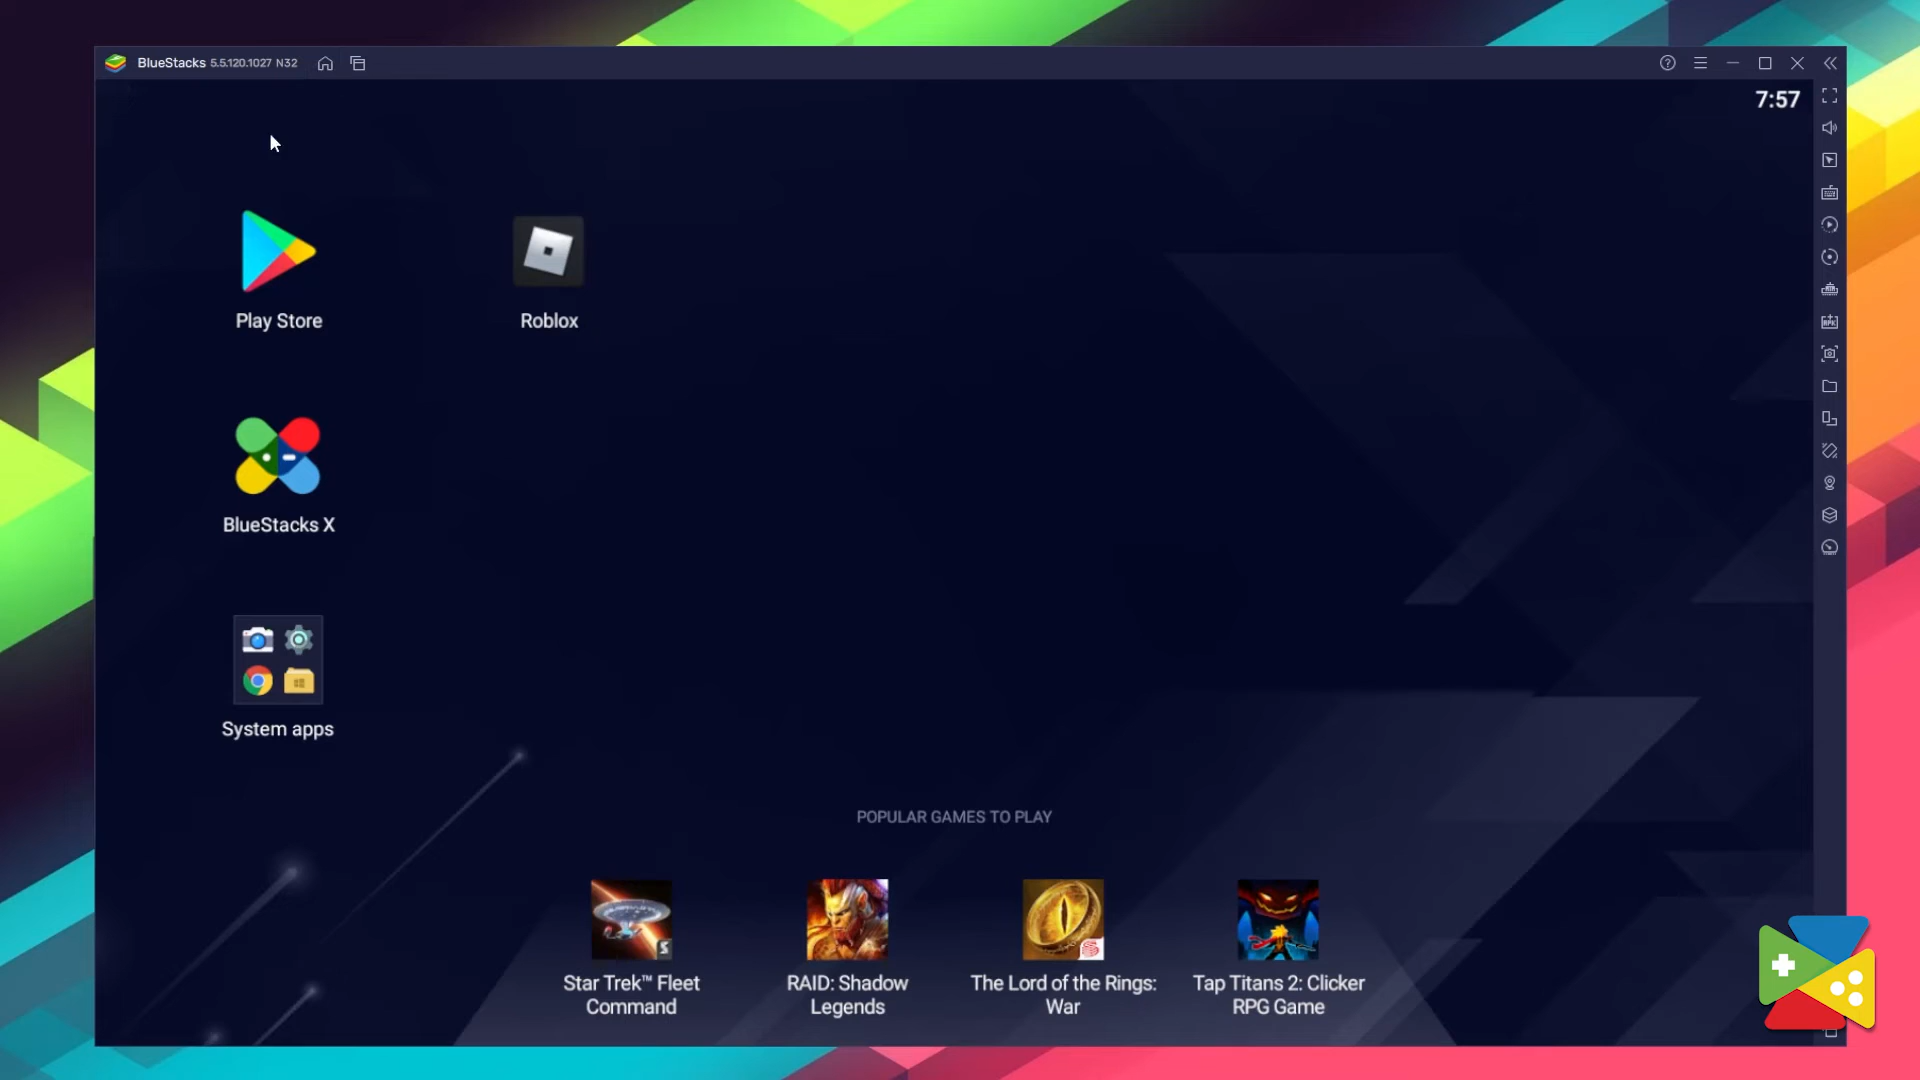 BlueStacks 5.5.120.1027 N32
7:57
Play Store
Roblox
BlueStacks X
System apps
POPULAR GAMES TO PLAY
Star Trek™ Fleet
Command
RAID: Shadow
Legends
The Lord of the Rings:
War
Tap Titans 2: Clicker
RPG Game